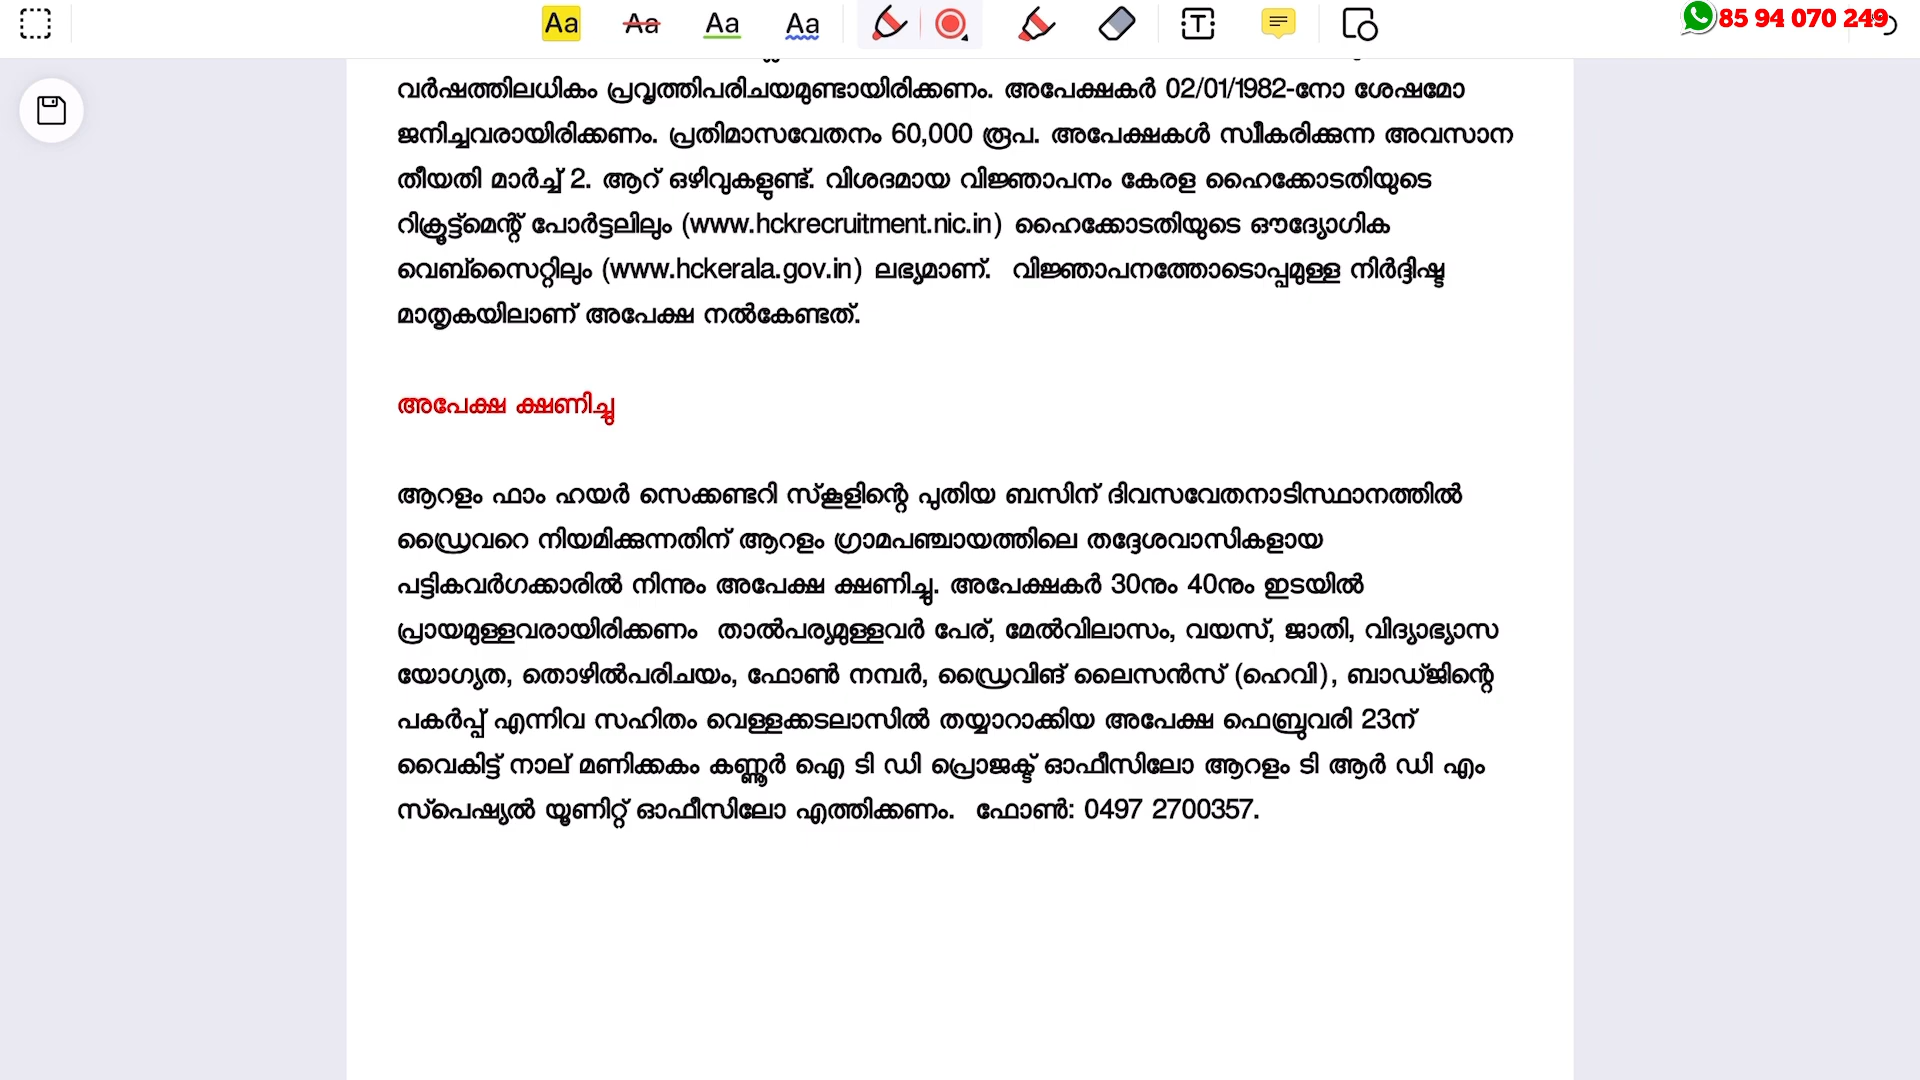 Aa Aa Aa Aa T
85 94 070 249
വർഷത്തിലധികം പ്രവൃത്തിപരിചയമുണ്ടായിരിക്കണം. അപേക്ഷകർ 02/01/1982-നോ ശേഷമോ
ജനിച്ചവരായിരിക്കണം. പ്രതിമാസവേതനം 60,000 രൂപ. അപേക്ഷകൾ സ്വീകരിക്കുന്ന അവസാന
തീയതി മാർച്ച് 2. ആറ് ഒഴിവുകളുണ്ട്. വിശദമായ വിജ്ഞാപനം കേരള ഹൈക്കോടതിയുടെ
റിക്രൂട്ട്മെന്റ് പോർട്ടലിലും (www.hckrecruitment.nic.in) ഹൈക്കോടതിയുടെ ഔദ്യോഗിക
വെബ്സൈറ്റിലും (www.hckerala.gov.in) ലഭ്യമാണ്. വിജ്ഞാപനത്തോടൊപ്പമുള്ള നിർദ്ദിഷ്ട
മാതൃകയിലാണ് അപേക്ഷ നൽകേണ്ടത്.
അപേക്ഷ ക്ഷണിച്ചു
ആറളം ഫാം ഹയർ സെക്കണ്ടറി സ്കൂളിന്റെ പുതിയ ബസിന് ദിവസവേതനാടിസ്ഥാനത്തിൽ
ഡ്രൈവറെ നിയമിക്കുന്നതിന് ആറളം ഗ്രാമപഞ്ചായത്തിലെ തദ്ദേശവാസികളായ
പട്ടികവർഗക്കാരിൽ നിന്നും അപേക്ഷ ക്ഷണിച്ചു. അപേക്ഷകർ 30നും 40നും ഇടയിൽ
പ്രായമുള്ളവരായിരിക്കണം താൽപര്യമുള്ളവർ പേര്, മേൽവിലാസം, വയസ്, ജാതി, വിദ്യാഭ്യാസ
യോഗ്യത, തൊഴിൽപരിചയം, ഫോൺ നമ്പർ, ഡ്രൈവിങ് ലൈസൻസ് (ഹെവി), ബാഡ്ജിന്റെ
പകർപ്പ് എന്നിവ സഹിതം വെള്ളക്കടലാസിൽ തയ്യാറാക്കിയ അപേക്ഷ ഫെബ്രുവരി 23ന്
വൈകിട്ട് നാല് മണിക്കകം കണ്ണൂർ ഐ ടി ഡി പ്രൊജക്ട് ഓഫീസിലോ ആറളം ടി ആർ ഡി എം
സ്പെഷ്യൽ യൂണിറ്റ് ഓഫീസിലോ എത്തിക്കണം. ഫോൺ: 0497 2700357.